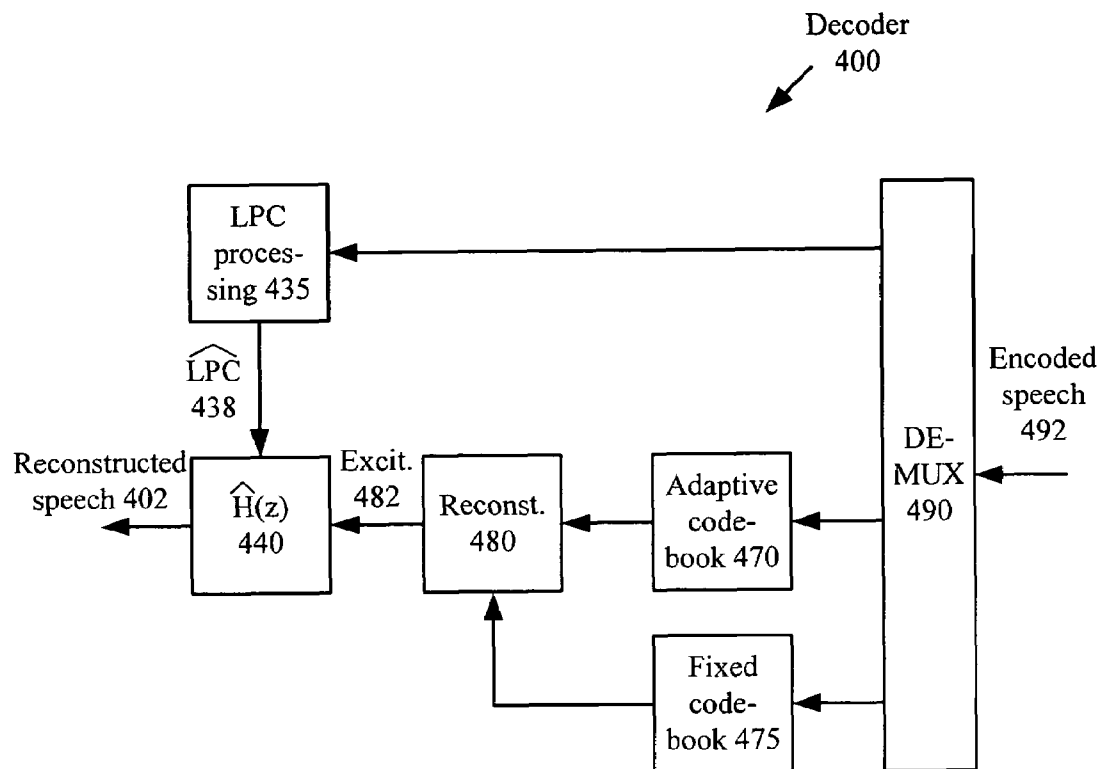 Decoder
400
LPC
proces-
sing 435
L̂PC
438
Encoded
speech
492
DE-
MUX
490
Reconstructed
speech 402
Ĥ(z)
440
Excit.
482
Reconst.
480
Adaptive
code-
book 470
Fixed
code-
book 475